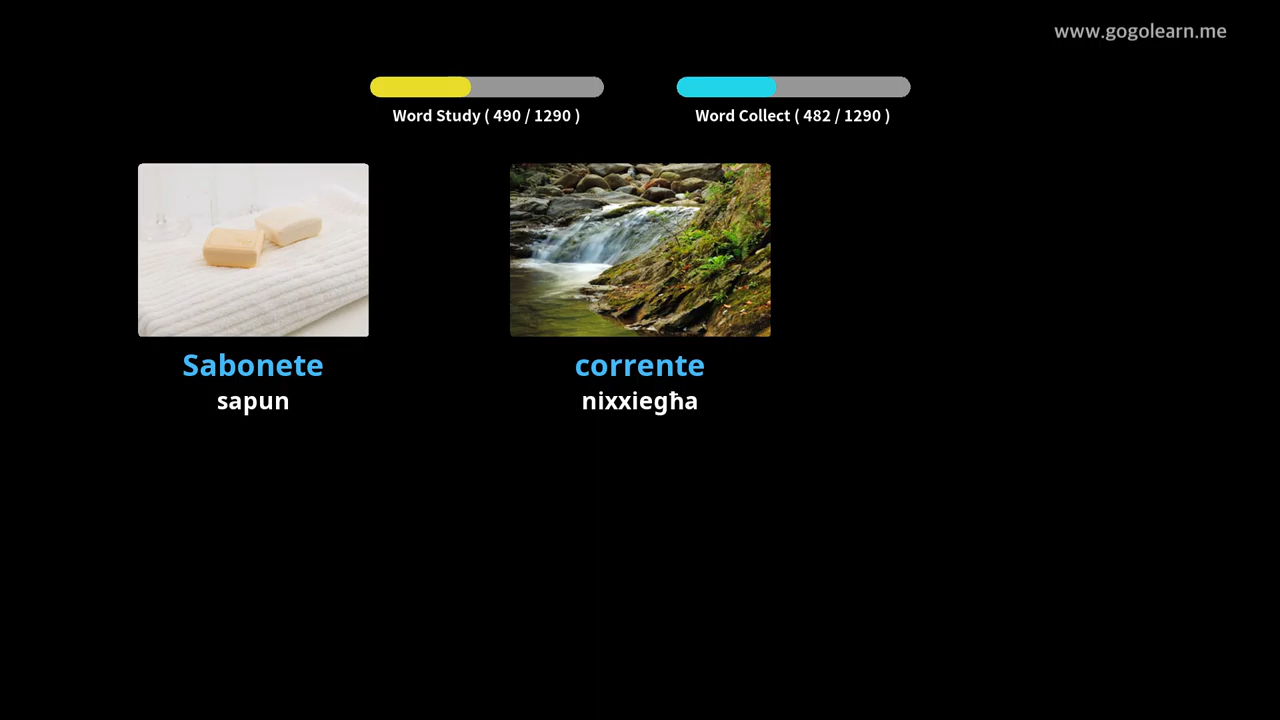 www.gogolearn.me
Word Study ( 490 / 1290 )
Word Collect ( 482 / 1290 )
Sabonete
sapun
corrente
nixxiegħa